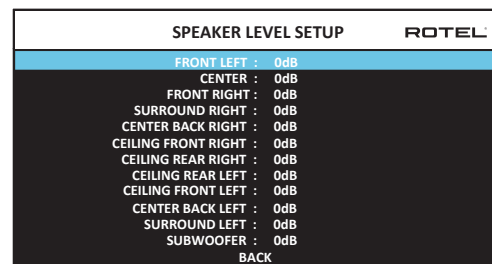 SPEAKER LEVEL SETUP ROTEL
FRONT LEFT : 0dB
CENTER : 0dB
FRONT RIGHT : 0dB
SURROUND RIGHT : 0dB
CENTER BACK RIGHT : 0dB
CEILING FRONT RIGHT : 0dB
CEILING REAR RIGHT : 0dB
CEILING REAR LEFT : 0dB
CEILING FRONT LEFT : 0dB
CENTER BACK LEFT : 0dB
SURROUND LEFT : 0dB
SUBWOOFER : 0dB
BACK